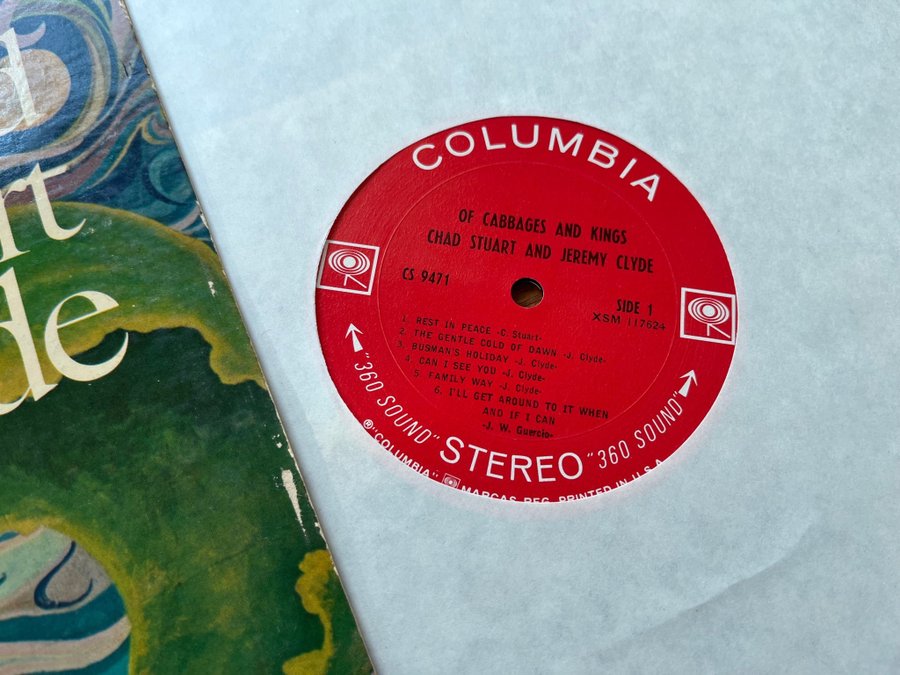 d
rt
de
COLUMBIA
OF CABBAGES AND KINGS
CHAD STUART AND JEREMY CLYDE
CS 9471
SIDE 1
XSM 117624
1. REST IN PEACE -C. Stuart-
2. THE GENTLE COLD OF DAWN -J. Clyde-
3. BUSMAN'S HOLIDAY -J. Clyde-
4. CAN I SEE YOU -J. Clyde-
5. FAMILY WAY -J. Clyde-
6. I'LL GET AROUND TO IT WHEN
AND IF I CAN
-J. W. Guercio-
"360 SOUND" STEREO "360 SOUND"
® "COLUMBIA" MARCAS REG. PRINTED IN U.S.A.